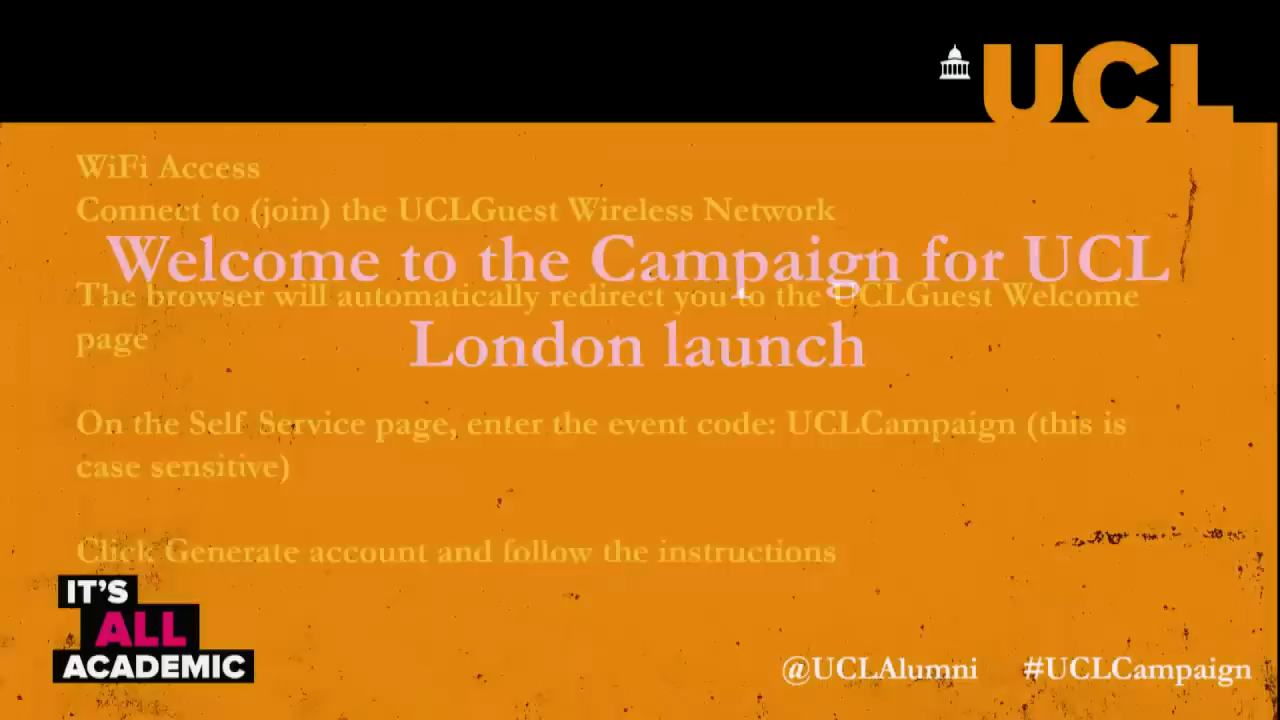 UCL
WiFi Access
Connect to (join) the UCLGuest Wireless Network
Welcome to the Campaign for UCL
The browser will automatically redirect you to the UCLGuest Welcome
page
London launch
On the Self Service page, enter the event code: UCLCampaign (this is
case sensitive)
Click Generate account and follow the instructions
IT'S
ALL
ACADEMIC
@UCLAlumni #UCLCampaign